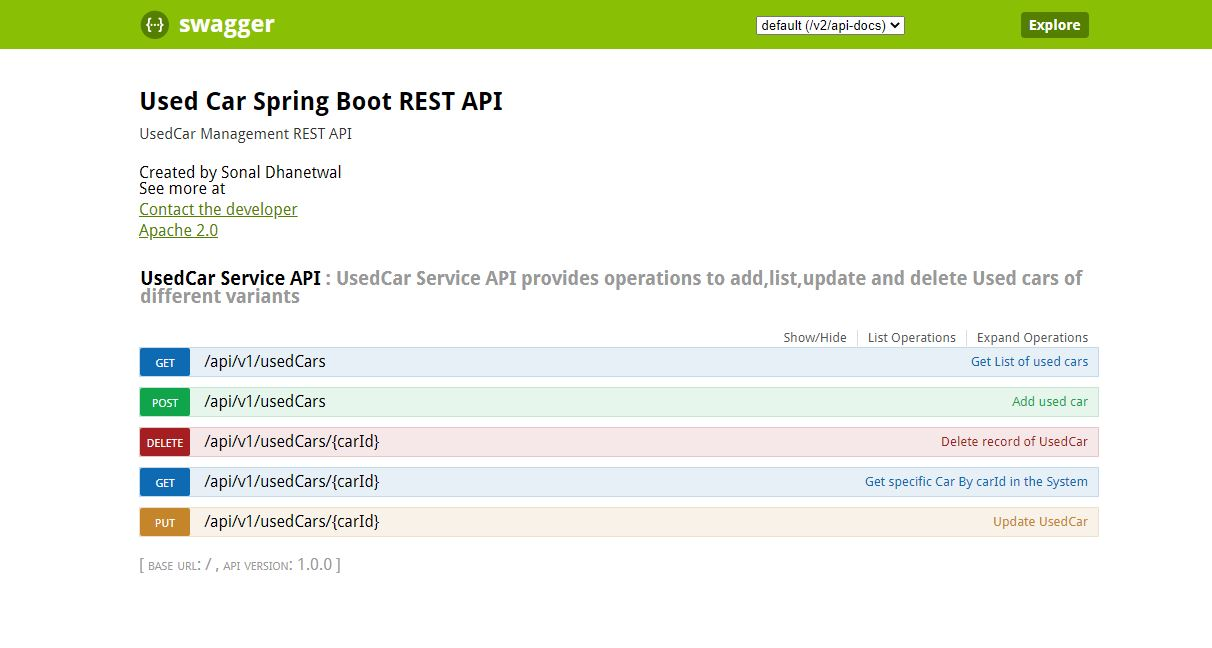 {··} swagger
default (/v2/api-docs)
Explore
Used Car Spring Boot REST API
UsedCar Management REST API
Created by Sonal Dhanetwal
See more at
Contact the developer
Apache 2.0
UsedCar Service API : UsedCar Service API provides operations to add,list,update and delete Used cars of
different variants
Show/Hide
List Operations
Expand Operations
GET /api/v1/usedCars Get List of used cars
POST /api/v1/usedCars Add used car
DELETE /api/v1/usedCars/{carId} Delete record of UsedCar
GET /api/v1/usedCars/{carId} Get specific Car By carId in the System
PUT /api/v1/usedCars/{carId} Update UsedCar
[ BASE URL: / , API VERSION: 1.0.0 ]